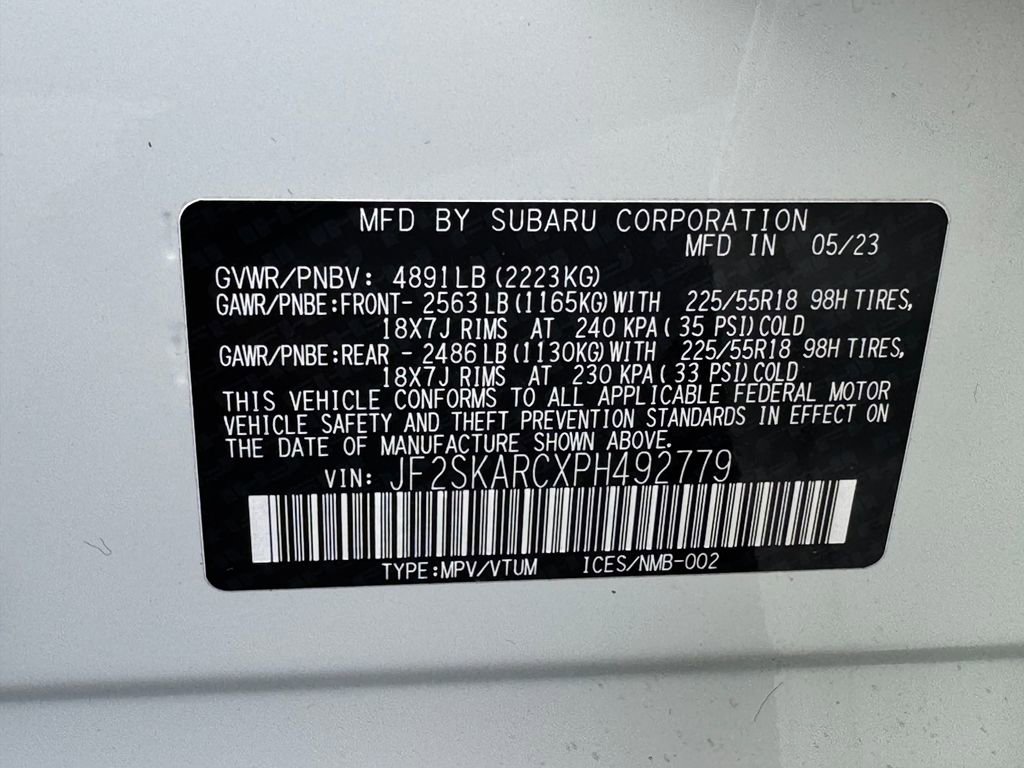 MFD BY SUBARU CORPORATION
MFD IN 05/23
GVWR/PNBV: 4891LB (2223KG)
GAWR/PNBE:FRONT- 2563 LB (1165KG) WITH 225/55R18 98H TIRES,
18X7J RIMS AT 240 KPA ( 35 PSI) COLD
GAWR/PNBE:REAR - 2486 LB (1130KG) WITH 225/55R18 98H TIRES,
18X7J RIMS AT 230 KPA ( 33 PSI) COLD
THIS VEHICLE CONFORMS TO ALL APPLICABLE FEDERAL MOTOR
VEHICLE SAFETY AND THEFT PREVENTION STANDARDS IN EFFECT ON
THE DATE OF MANUFACTURE SHOWN ABOVE.
VIN: JF2SKARCXPH492779
TYPE:MPV/VTUM ICES/NMB-002